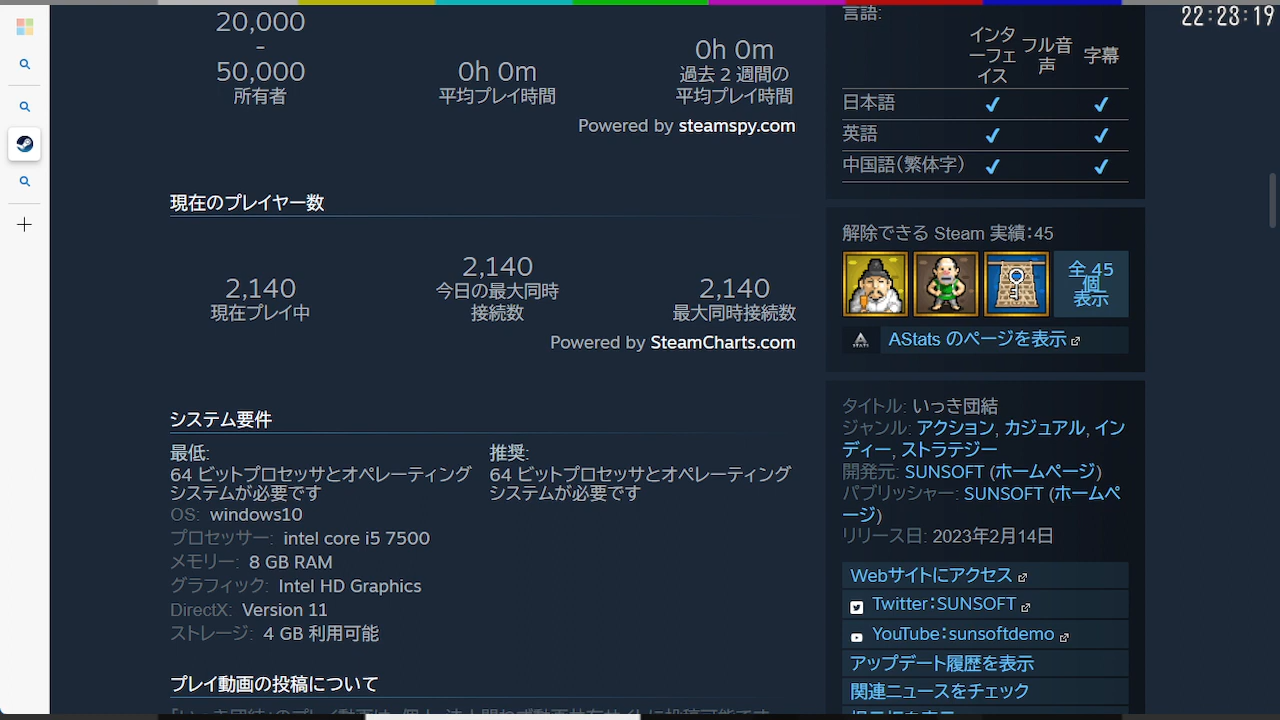 22:23:19
20,000
-
50,000
所有者
0h 0m
平均プレイ時間
0h 0m
過去 2 週間の
平均プレイ時間
Powered by steamspy.com
現在のプレイヤー数
2,140
現在プレイ中
2,140
今日の最大同時
接続数
2,140
最大同時接続数
Powered by SteamCharts.com
システム要件
最低:
64 ビットプロセッサとオペレーティング
システムが必要です
OS: windows10
プロセッサー: intel core i5 7500
メモリー: 8 GB RAM
グラフィック: Intel HD Graphics
DirectX: Version 11
ストレージ: 4 GB 利用可能
推奨:
64 ビットプロセッサとオペレーティング
システムが必要です
プレイ動画の投稿について
言語:
インタ
ーフェ
イス
フル音
声
字幕
日本語 ✔ ✔
英語 ✔ ✔
中国語(繁体字) ✔ ✔
解除できる Steam 実績:45
全 45
個
表示
AStats のページを表示
タイトル: いっき団結
ジャンル: アクション, カジュアル, イン
ディー, ストラテジー
開発元: SUNSOFT (ホームページ)
パブリッシャー: SUNSOFT (ホームペ
ージ)
リリース日: 2023年2月14日
Webサイトにアクセス
Twitter:SUNSOFT
YouTube:sunsoftdemo
アップデート履歴を表示
関連ニュースをチェック